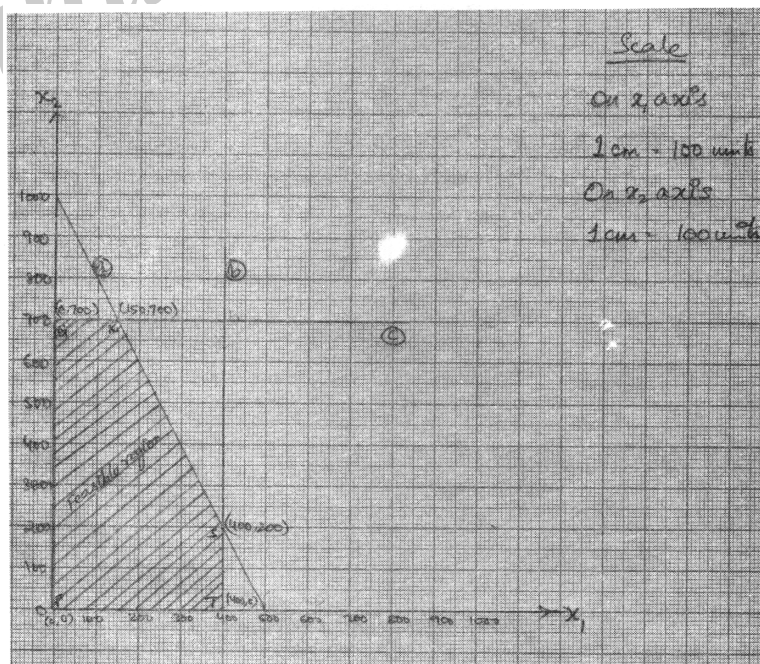 Scale
On x₁ axis
1 cm = 100 units
On x₂ axis
1 cm = 100 units
x₂
1000
900
800
700
600
500
400
300
200
100
0
(0,700)
(150,700)
(400,200)
S
T
(0,0)
100
200
300
400
500
600
700
800
900
1000
x₁
b
c
Feasible region